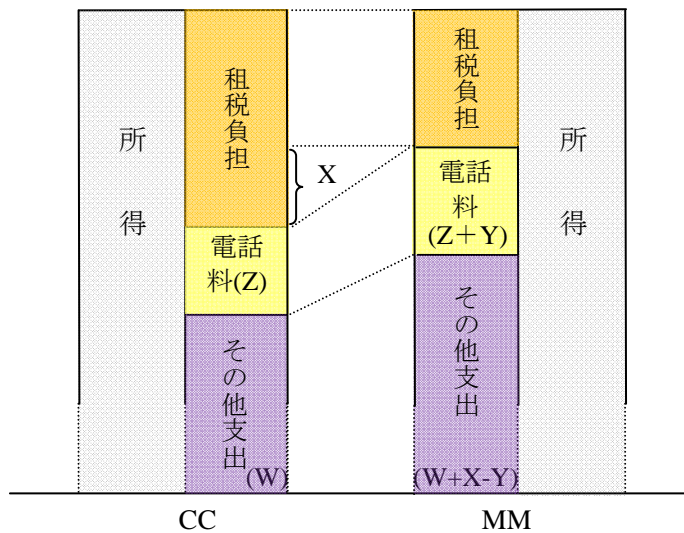 所得
租税負担
X
電話
料(Z)
その他支出
(W)
租税負担
電話
料
(Z＋Y)
その他支出
(W+X-Y)
所得
CC
MM